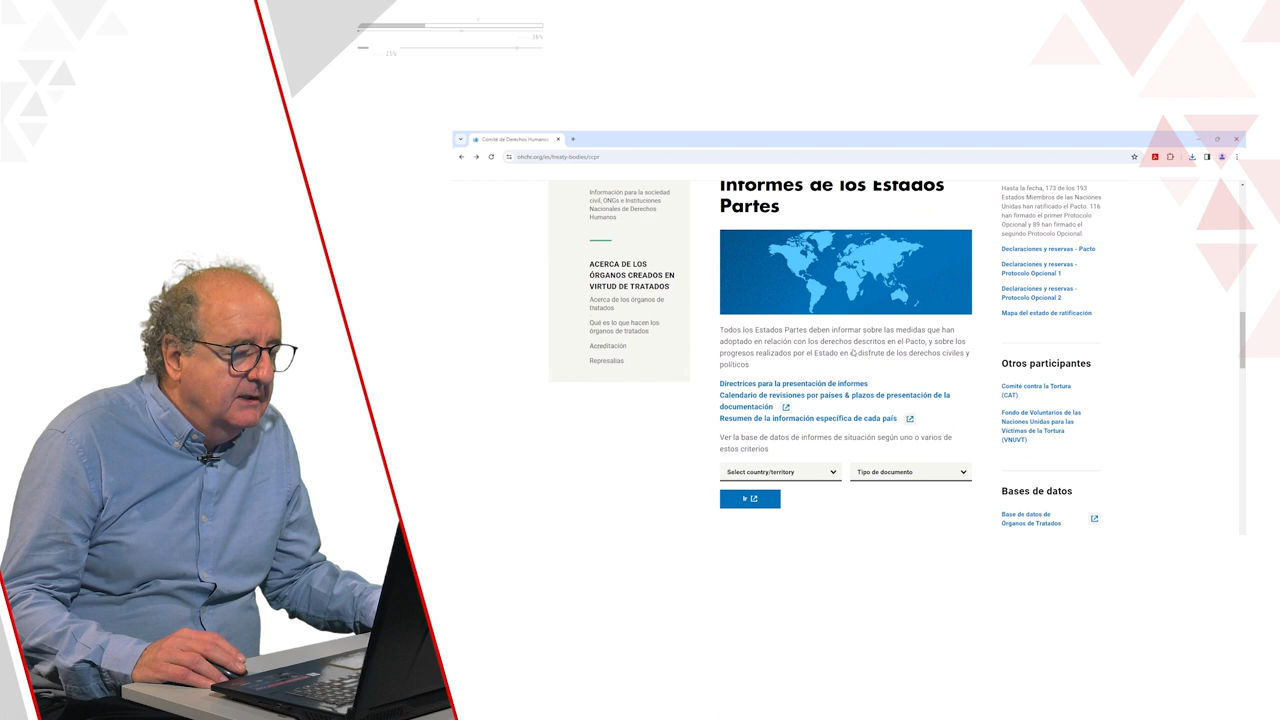 36%
25%
Comité de Derechos Humanos
ohchr.org/es/treaty-bodies/ccpr
Información para la sociedad
civil, ONGs e Instituciones
Nacionales de Derechos
Humanos
ACERCA DE LOS
ÓRGANOS CREADOS EN
VIRTUD DE TRATADOS
Acerca de los órganos de
tratados
Qué es lo que hacen los
órganos de tratados
Acreditación
Represalias
Informes de los Estados
Partes
Todos los Estados Partes deben informar sobre las medidas que han
adoptado en relación con los derechos descritos en el Pacto, y sobre los
progresos realizados por el Estado en el disfrute de los derechos civiles y
políticos
Directrices para la presentación de informes
Calendario de revisiones por países & plazos de presentación de la
documentación
Resumen de la información específica de cada país
Ver la base de datos de informes de situación según uno o varios de
estos criterios
Select country/territory
Tipo de documento
Ir
Hasta la fecha, 173 de los 193
Estados Miembros de las Naciones
Unidas han ratificado el Pacto. 116
han firmado el primer Protocolo
Opcional y 89 han firmado el
segundo Protocolo Opcional.
Declaraciones y reservas - Pacto
Declaraciones y reservas -
Protocolo Opcional 1
Declaraciones y reservas -
Protocolo Opcional 2
Mapa del estado de ratificación
Otros participantes
Comité contra la Tortura
(CAT)
Fondo de Voluntarios de las
Naciones Unidas para las
Víctimas de la Tortura
(VNUVT)
Bases de datos
Base de datos de
Órganos de Tratados